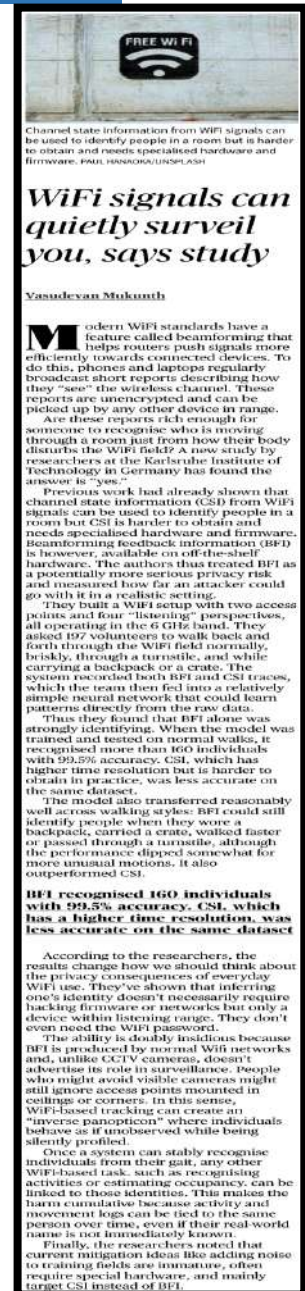 FREE Wi Fi
Channel state information from WiFi signals can
be used to identify people in a room but is harder
to obtain and needs specialised hardware and
firmware. PAUL HANAOKA/UNSPLASH
WiFi signals can
quietly surveil
you, says study
Vasudevan Mukunth
Modern WiFi standards have a
feature called beamforming that
helps routers push signals more
efficiently towards connected devices. To
do this, phones and laptops regularly
broadcast short reports describing how
they "see" the wireless channel. These
reports are unencrypted and can be
picked up by any other device in range.
Are these reports rich enough for
someone to recognise who is moving
through a room just from how their body
disturbs the WiFi field? A new study by
researchers at the Karlsruhe Institute of
Technology in Germany has found the
answer is "yes."
Previous work had already shown that
channel state information (CSI) from WiFi
signals can be used to identify people in a
room but CSI is harder to obtain and
needs specialised hardware and firmware.
Beamforming feedback information (BFI)
is however, available on off-the-shelf
hardware. The authors thus treated BFI as
a potentially more serious privacy risk
and measured how far an attacker could
go with it in a realistic setting.
They built a WiFi setup with two access
points and four "listening" perspectives,
all operating in the 6 GHz band. They
asked 197 volunteers to walk back and
forth through the WiFi field normally,
briskly, through a turnstile, and while
carrying a backpack or a crate. The
system recorded both BFI and CSI traces,
which the team then fed into a relatively
simple neural network that could learn
patterns directly from the raw data.
Thus they found that BFI alone was
strongly identifying. When the model was
trained and tested on normal walks, it
recognised more than 160 individuals
with 99.5% accuracy. CSI, which has
higher time resolution but is harder to
obtain in practice, was less accurate on
the same dataset.
The model also transferred reasonably
well across walking styles: BFI could still
identify people when they wore a
backpack, carried a crate, walked faster
or passed through a turnstile, although
the performance dipped somewhat for
more unusual motions. It also
outperformed CSI.
BFI recognised 160 individuals
with 99.5% accuracy. CSI, which
has a higher time resolution, was
less accurate on the same dataset
According to the researchers, the
results change how we should think about
the privacy consequences of everyday
WiFi use. They've shown that inferring
one's identity doesn't necessarily require
hacking firmware or networks but only a
device within listening range. They don't
even need the WiFi password.
The ability is doubly insidious because
BFI is produced by normal Wifi networks
and, unlike CCTV cameras, doesn't
advertise its role in surveillance. People
who might avoid visible cameras might
still ignore access points mounted in
ceilings or corners. In this sense,
WiFi-based tracking can create an
"inverse panopticon" where individuals
behave as if unobserved while being
silently profiled.
Once a system can stably recognise
individuals from their gait, any other
WiFi-based task, such as recognising
activities or estimating occupancy, can be
linked to those identities. This makes the
harm cumulative because activity and
movement logs can be tied to the same
person over time, even if their real-world
name is not immediately known.
Finally, the researchers noted that
current mitigation ideas like adding noise
to training fields are immature, often
require special hardware, and mainly
target CSI instead of BFI.